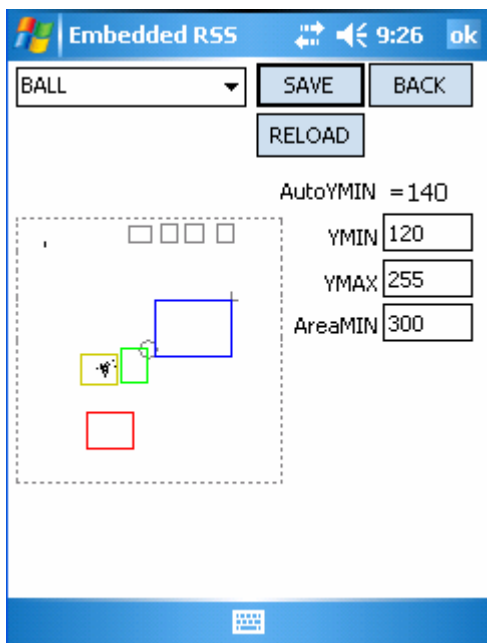 Embedded RSS 9:26 ok
BALL SAVE BACK
RELOAD
AutoYMIN =140
YMIN 120
YMAX 255
AreaMIN 300